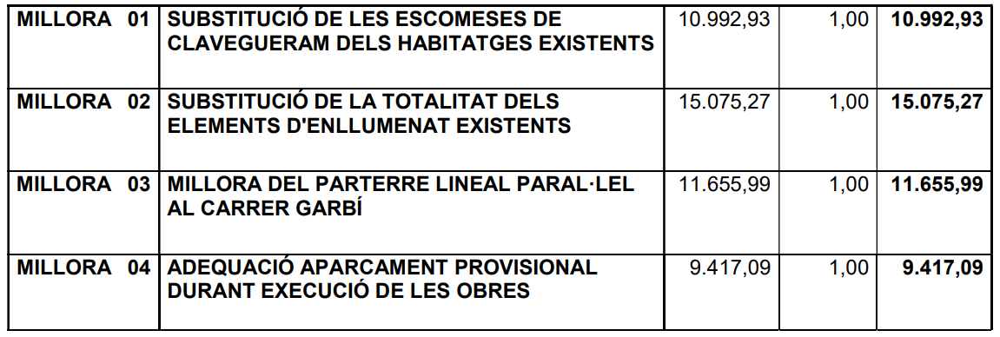 MILLORA 01 SUBSTITUCIÓ DE LES ESCOMESES DE 10.992,93 1,00 10.992,93
CLAVEGUERAM DELS HABITATGES EXISTENTS
MILLORA 02 SUBSTITUCIÓ DE LA TOTALITAT DELS 15.075,27 1,00 15.075,27
ELEMENTS D'ENLLUMENAT EXISTENTS
MILLORA 03 MILLORA DEL PARTERRE LINEAL PARAL·LEL 11.655,99 1,00 11.655,99
AL CARRER GARBÍ
MILLORA 04 ADEQUACIÓ APARCAMENT PROVISIONAL 9.417,09 1,00 9.417,09
DURANT EXECUCIÓ DE LES OBRES